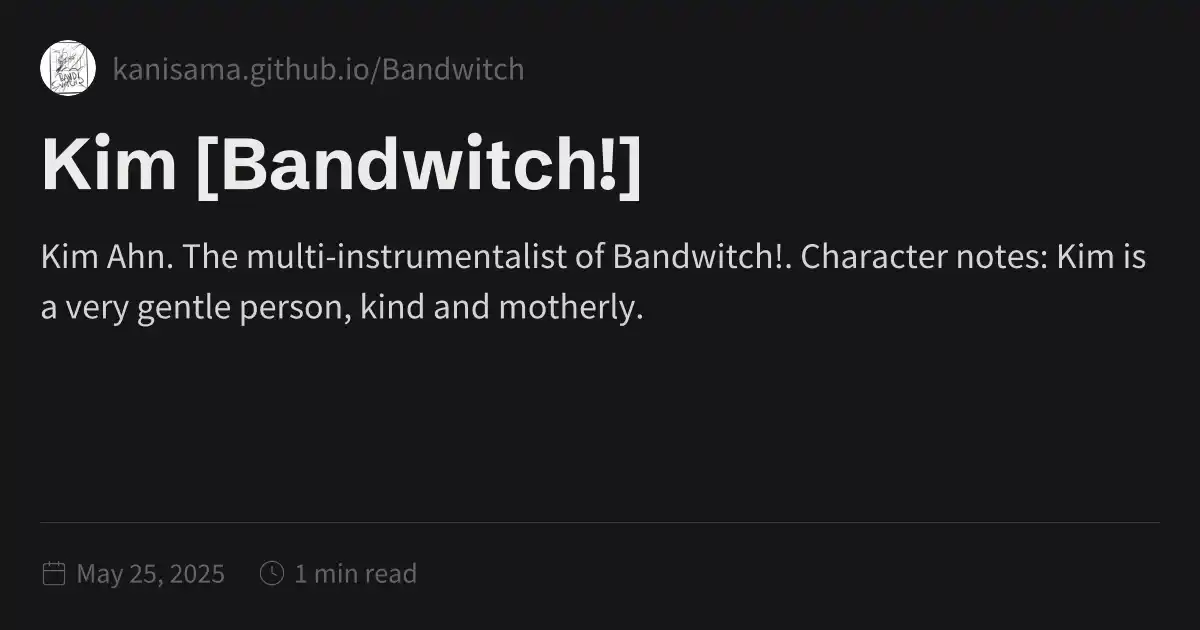 kanisama.github.io/Bandwitch
Kim [Bandwitch!]
Kim Ahn. The multi-instrumentalist of Bandwitch!. Character notes: Kim is
a very gentle person, kind and motherly.
May 25, 2025
1 min read